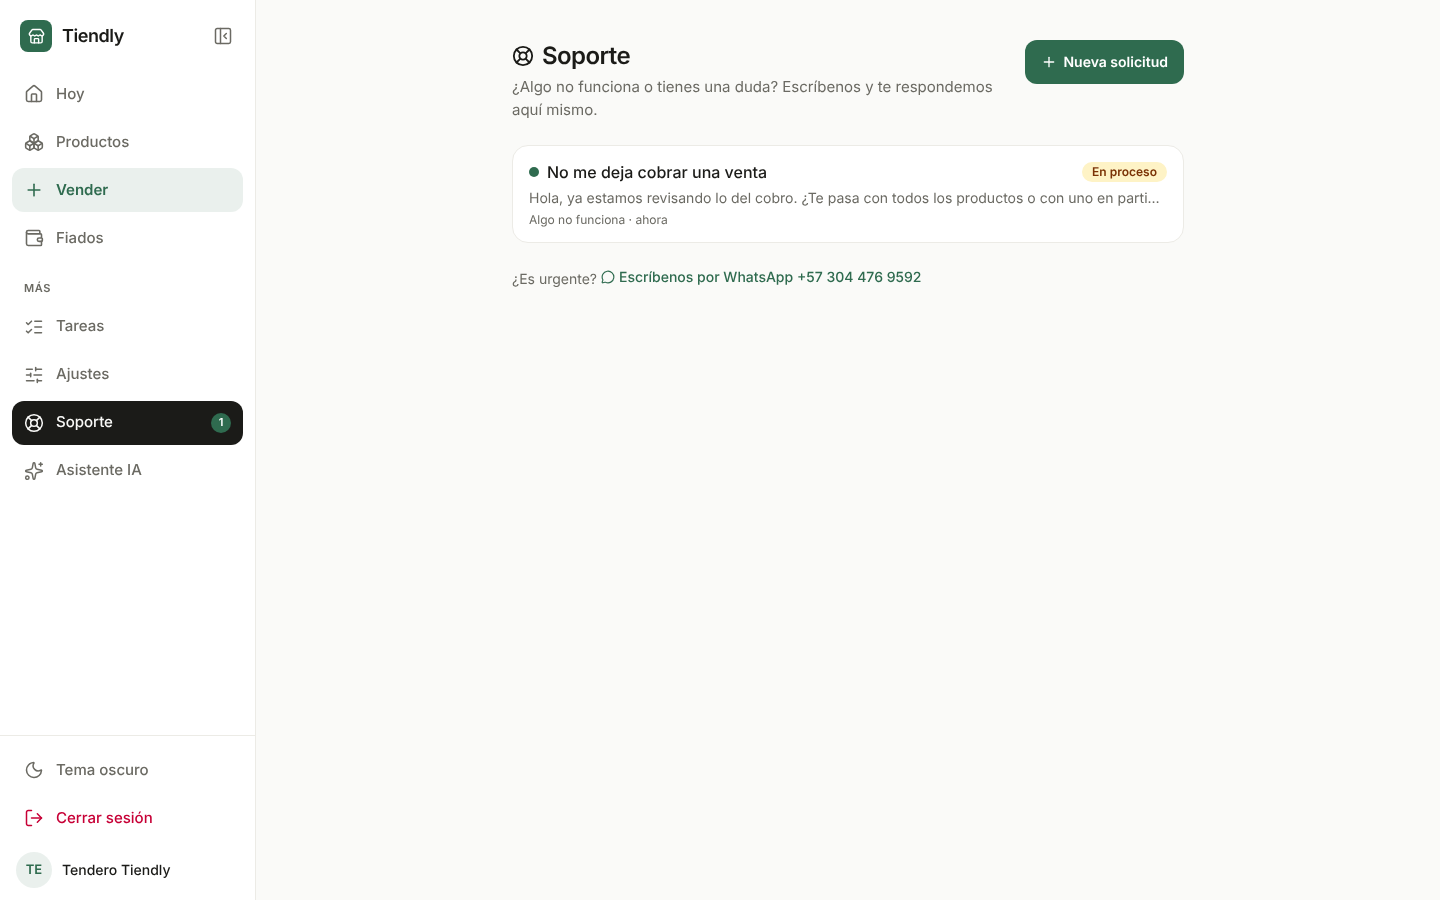 Tiendly
Hoy
Productos
Vender
Fiados
MÁS
Tareas
Ajustes
Soporte 1
Asistente IA
Tema oscuro
Cerrar sesión
TE Tendero Tiendly
Soporte
¿Algo no funciona o tienes una duda? Escríbenos y te respondemos
aquí mismo.
Nueva solicitud
No me deja cobrar una venta En proceso
Hola, ya estamos revisando lo del cobro. ¿Te pasa con todos los productos o con uno en parti...
Algo no funciona · ahora
¿Es urgente? Escríbenos por WhatsApp +57 304 476 9592